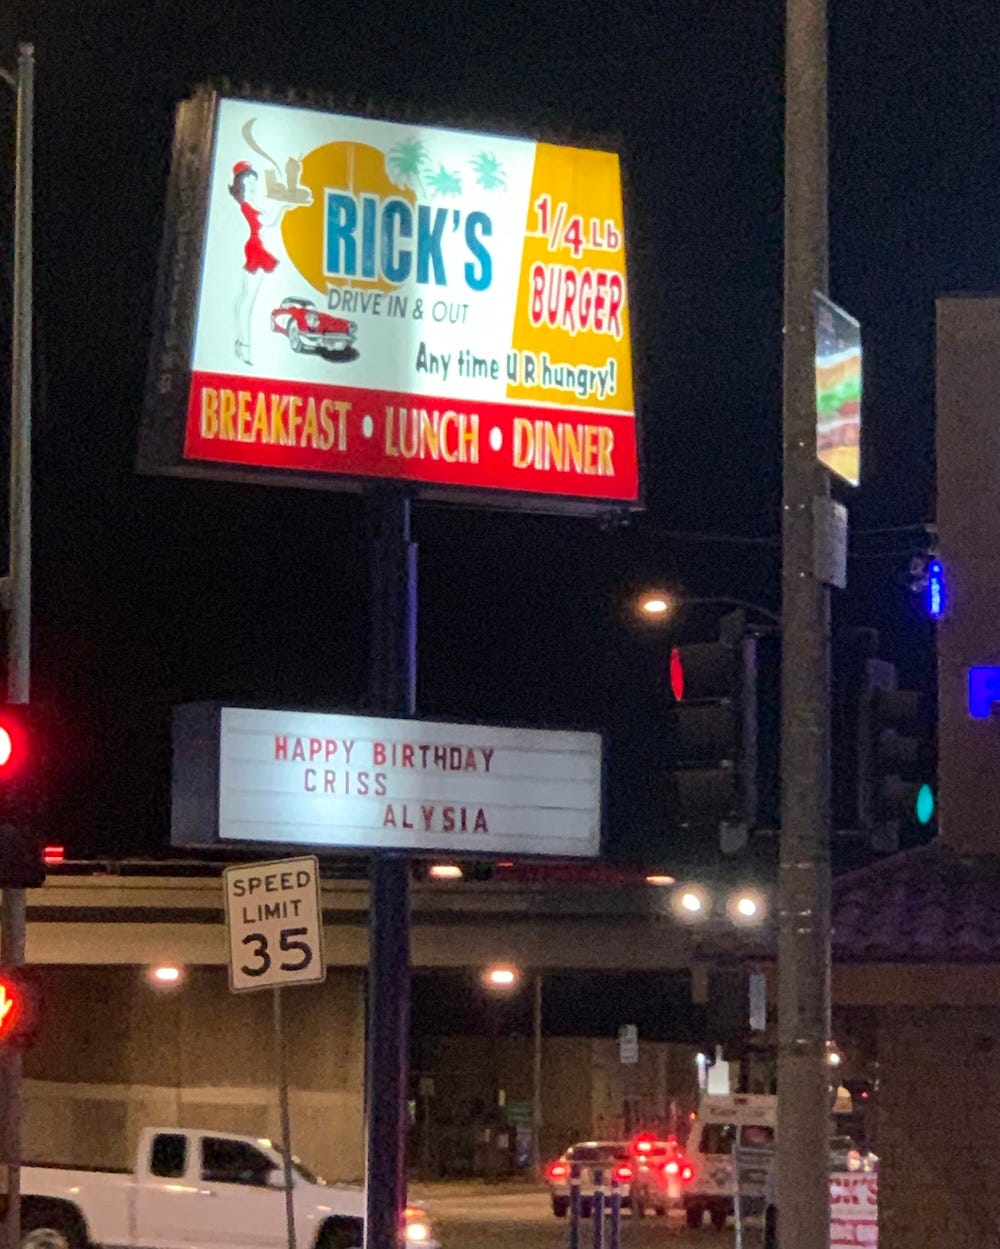 RICK'S
DRIVE IN & OUT
1/4 Lb
BURGER
Any time U R hungry!
BREAKFAST • LUNCH • DINNER
HAPPY BIRTHDAY
CRISS
ALYSIA
SPEED
LIMIT
35
CK'S